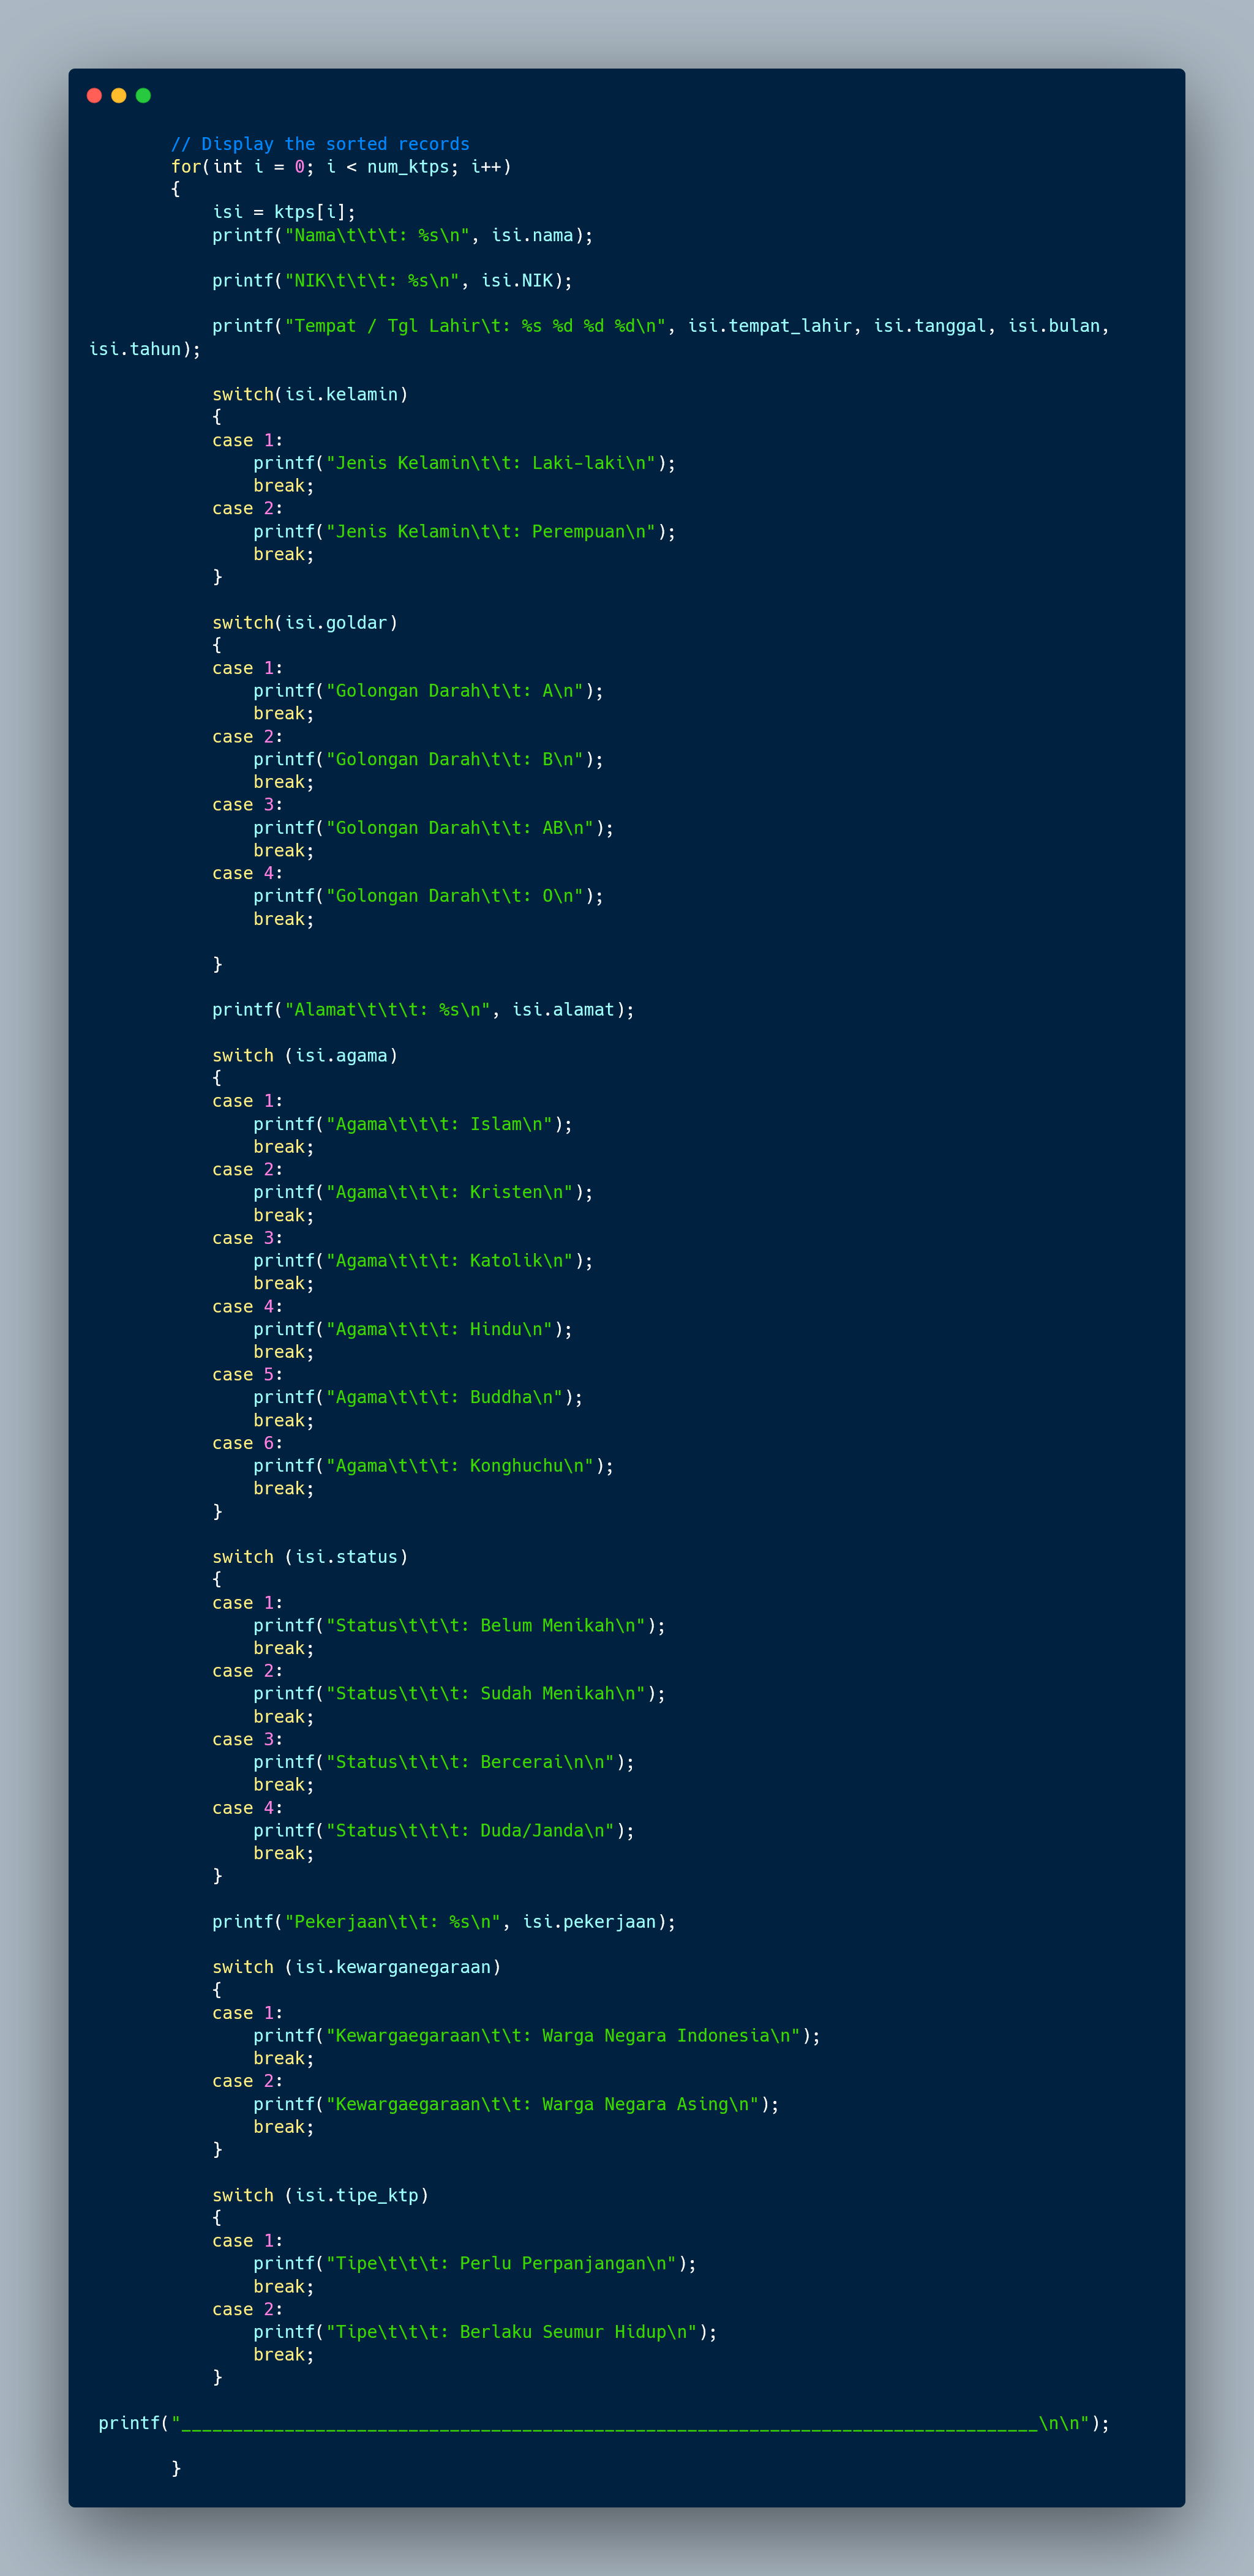 // Display the sorted records
for(int i = 0; i < num_ktps; i++)
{
isi = ktps[i];
printf("Nama\t\t\t: %s\n", isi.nama);
printf("NIK\t\t\t: %s\n", isi.NIK);
printf("Tempat / Tgl Lahir\t: %s %d %d %d\n", isi.tempat_lahir, isi.tanggal, isi.bulan,
isi.tahun);
switch(isi.kelamin)
{
case 1:
printf("Jenis Kelamin\t\t: Laki-laki\n");
break;
case 2:
printf("Jenis Kelamin\t\t: Perempuan\n");
break;
}
switch(isi.goldar)
{
case 1:
printf("Golongan Darah\t\t: A\n");
break;
case 2:
printf("Golongan Darah\t\t: B\n");
break;
case 3:
printf("Golongan Darah\t\t: AB\n");
break;
case 4:
printf("Golongan Darah\t\t: O\n");
break;
}
printf("Alamat\t\t\t: %s\n", isi.alamat);
switch (isi.agama)
{
case 1:
printf("Agama\t\t\t: Islam\n");
break;
case 2:
printf("Agama\t\t\t: Kristen\n");
break;
case 3:
printf("Agama\t\t\t: Katolik\n");
break;
case 4:
printf("Agama\t\t\t: Hindu\n");
break;
case 5:
printf("Agama\t\t\t: Buddha\n");
break;
case 6:
printf("Agama\t\t\t: Konghuchu\n");
break;
}
switch (isi.status)
{
case 1:
printf("Status\t\t\t: Belum Menikah\n");
break;
case 2:
printf("Status\t\t\t: Sudah Menikah\n");
break;
case 3:
printf("Status\t\t\t: Bercerai\n\n");
break;
case 4:
printf("Status\t\t\t: Duda/Janda\n");
break;
}
printf("Pekerjaan\t\t: %s\n", isi.pekerjaan);
switch (isi.kewarganegaraan)
{
case 1:
printf("Kewargaegaraan\t\t: Warga Negara Indonesia\n");
break;
case 2:
printf("Kewargaegaraan\t\t: Warga Negara Asing\n");
break;
}
switch (isi.tipe_ktp)
{
case 1:
printf("Tipe\t\t\t: Perlu Perpanjangan\n");
break;
case 2:
printf("Tipe\t\t\t: Berlaku Seumur Hidup\n");
break;
}
printf("___________________________________________________________________________________\n\n");
}